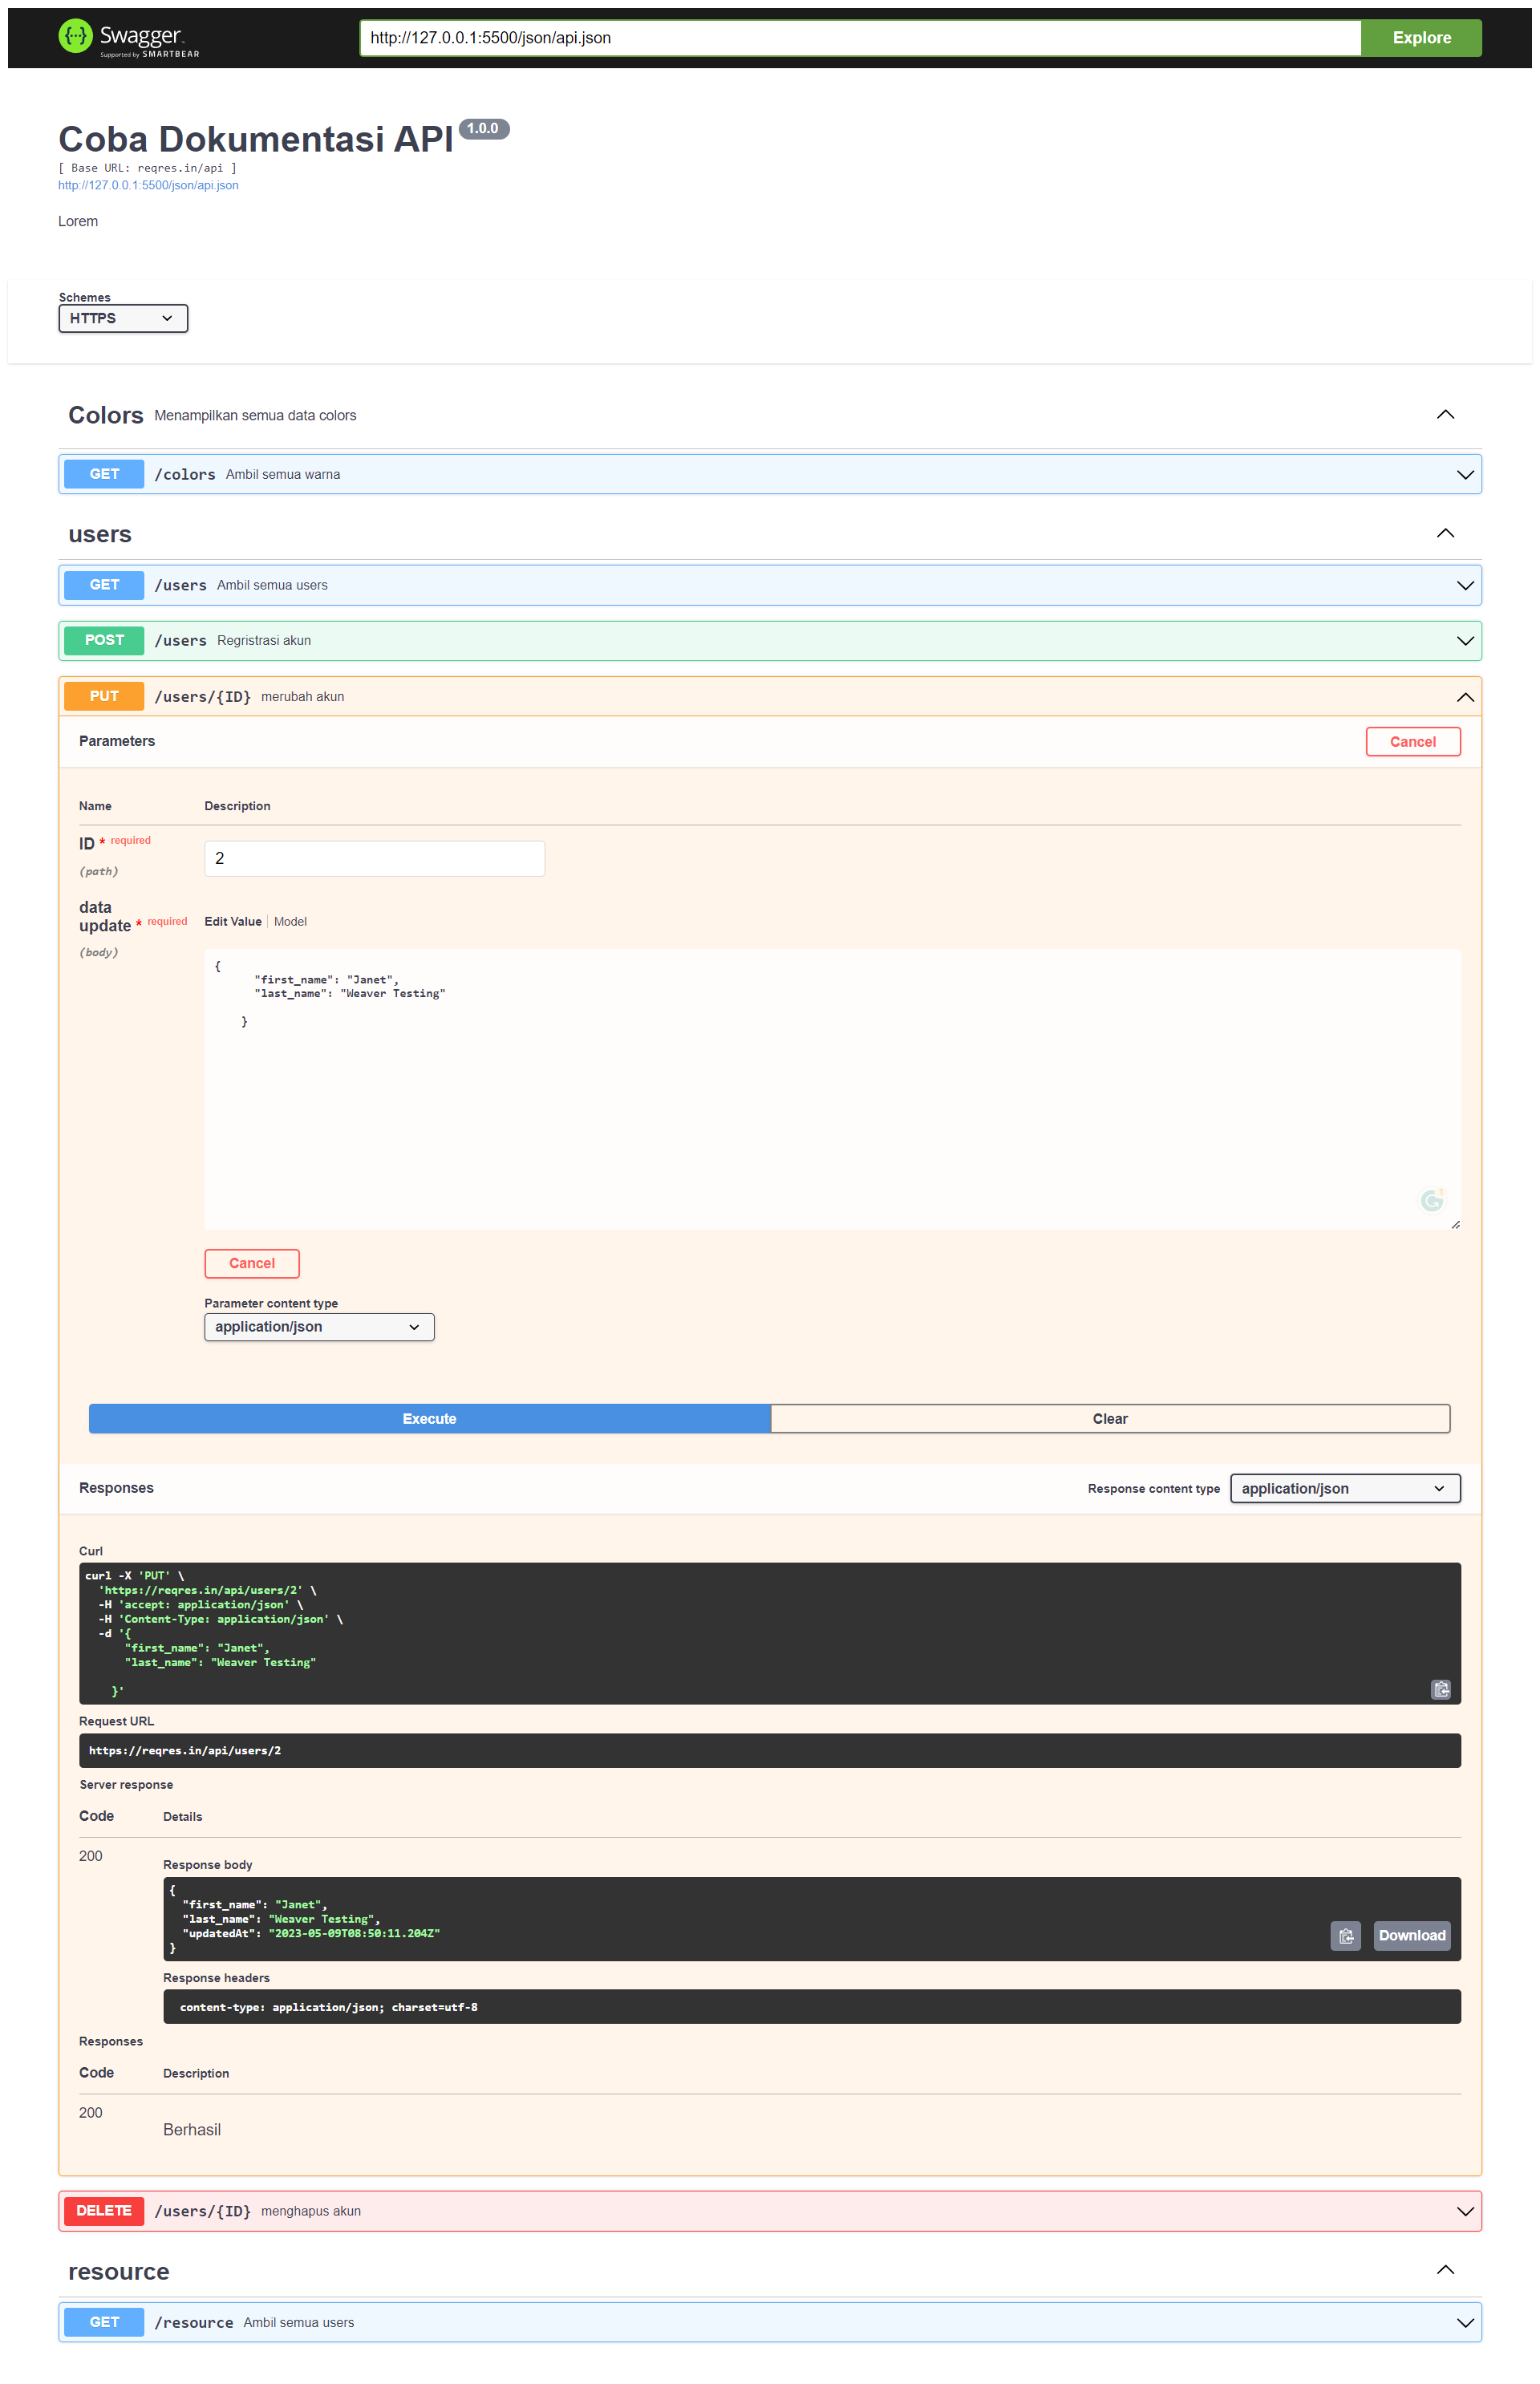 Swagger
Supported by SMARTBEAR
http://127.0.0.1:5500/json/api.json
Explore
Coba Dokumentasi API 1.0.0
[ Base URL: reqres.in/api ]
http://127.0.0.1:5500/json/api.json
Lorem
Schemes
HTTPS
Colors Menampilkan semua data colors
GET /colors Ambil semua warna
users
GET /users Ambil semua users
POST /users Regristrasi akun
PUT /users/{ID} merubah akun
Parameters
Cancel
Name Description
ID * required
(path)
2
data
update * required
(body)
Edit Value Model
{
"first_name": "Janet",
"last_name": "Weaver Testing"
}
Cancel
Parameter content type
application/json
Execute Clear
Responses
Response content type application/json
Curl
curl -X 'PUT' \
'https://reqres.in/api/users/2' \
-H 'accept: application/json' \
-H 'Content-Type: application/json' \
-d '{
"first_name": "Janet",
"last_name": "Weaver Testing"
}'
Request URL
https://reqres.in/api/users/2
Server response
Code Details
200
Response body
{
"first_name": "Janet",
"last_name": "Weaver Testing",
"updatedAt": "2023-05-09T08:50:11.204Z"
}
Download
Response headers
content-type: application/json; charset=utf-8
Responses
Code Description
200
Berhasil
DELETE /users/{ID} menghapus akun
resource
GET /resource Ambil semua users